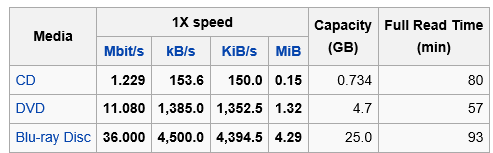 Media 1X speed Capacity (GB) Full Read Time (min)
Mbit/s kB/s KiB/s MiB
CD 1.229 153.6 150.0 0.15 0.734 80
DVD 11.080 1,385.0 1,352.5 1.32 4.7 57
Blu-ray Disc 36.000 4,500.0 4,394.5 4.29 25.0 93